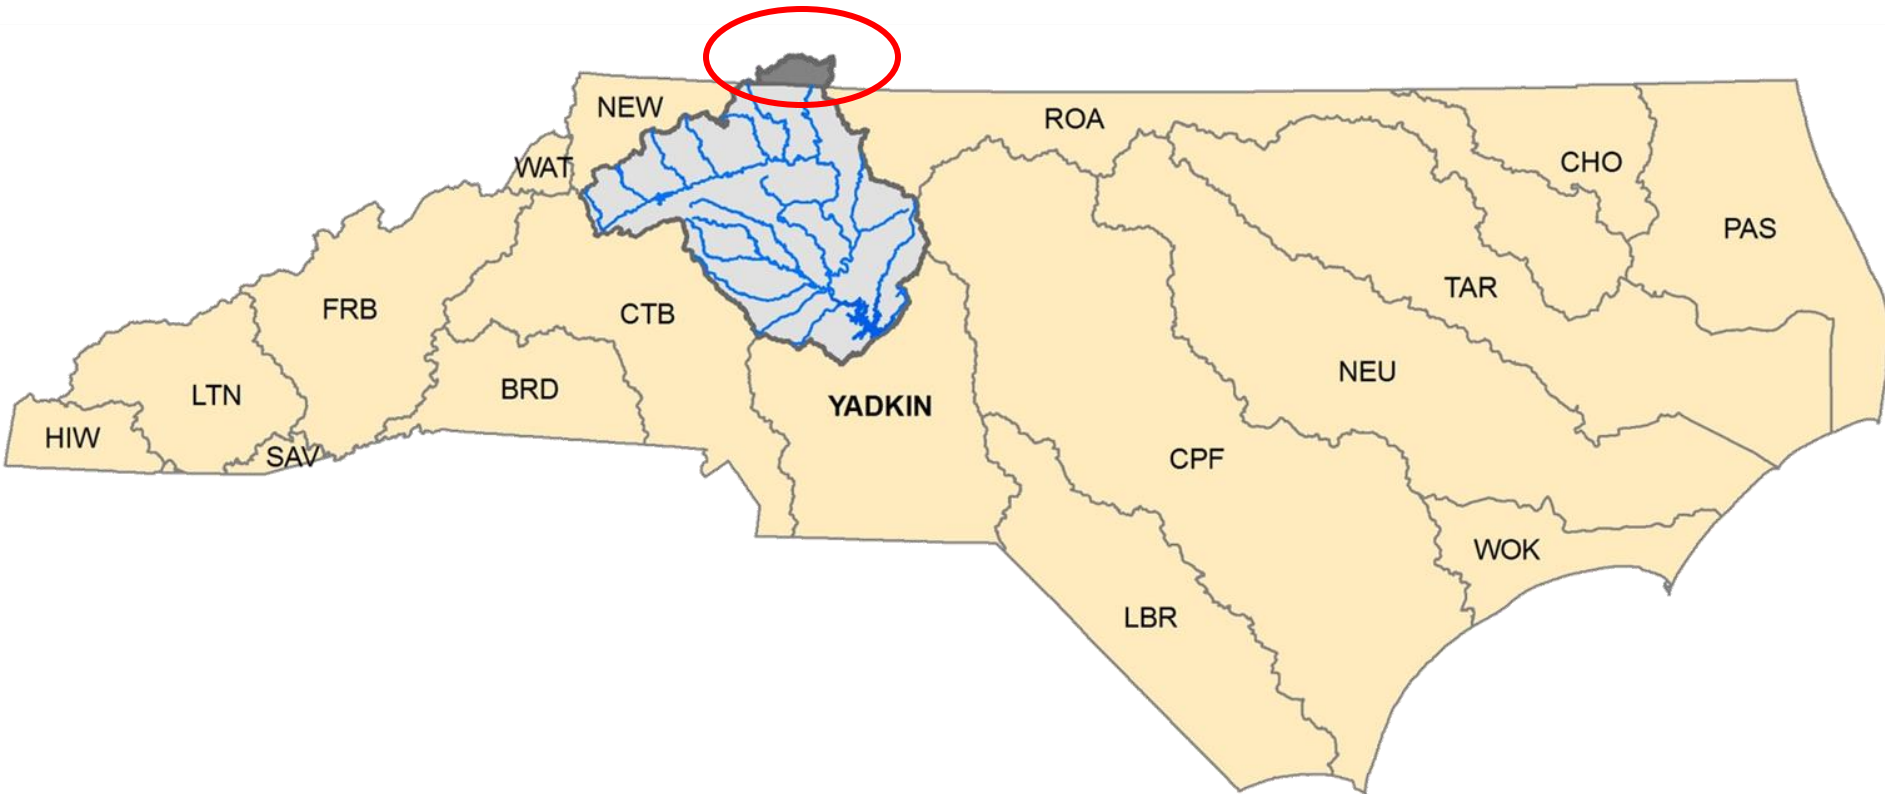 NEW
ROA
WAT
CHO
PAS
TAR
FRB
CTB
NEU
LTN
BRD
YADKIN
HIW
SAV
CPF
WOK
LBR